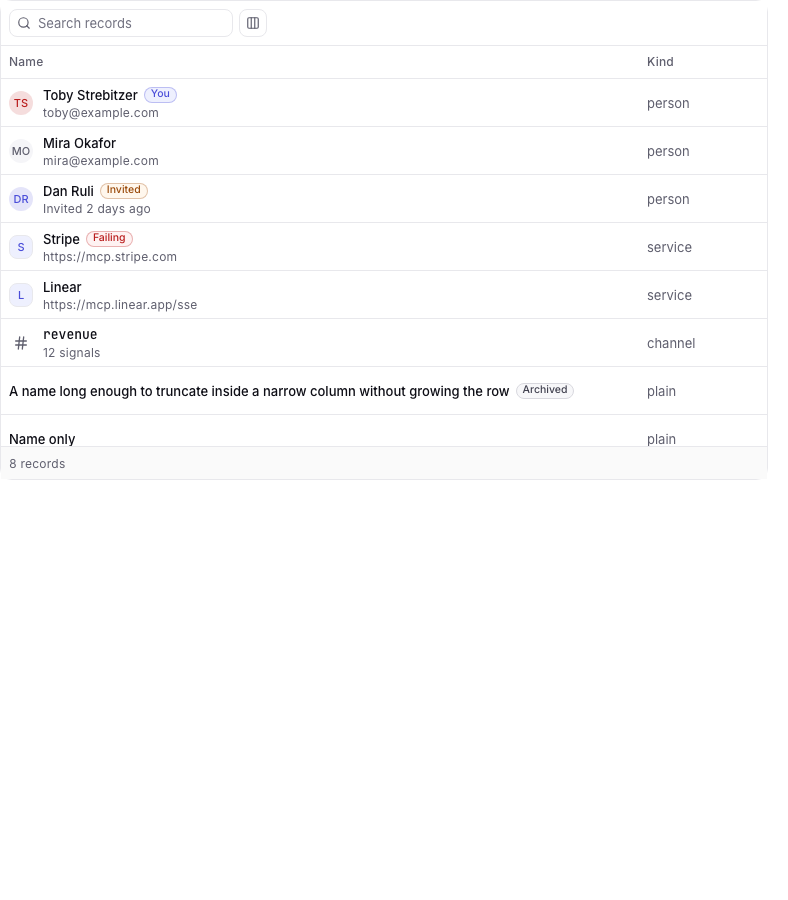 Search records
Name Kind
TS Toby Strebitzer You person
toby@example.com
MO Mira Okafor person
mira@example.com
DR Dan Ruli Invited person
Invited 2 days ago
S Stripe Failing service
https://mcp.stripe.com
L Linear service
https://mcp.linear.app/sse
# revenue channel
12 signals
A name long enough to truncate inside a narrow column without growing the row Archived plain
Name only plain
8 records